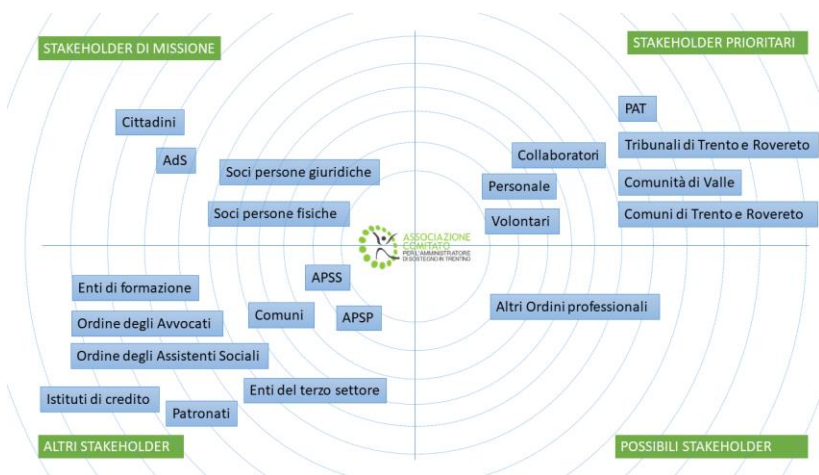 STAKEHOLDER DI MISSIONE
STAKEHOLDER PRIORITARI
Cittadini
AdS
Soci persone giuridiche
Soci persone fisiche
PAT
Collaboratori
Tribunali di Trento e Rovereto
Personale
Comunità di Valle
Volontari
Comuni di Trento e Rovereto
ASSOCIAZIONE
COMITATO
PER L'AMMINISTRATORE
DI SOSTEGNO IN TRENTINO
APSS
Enti di formazione
Comuni
APSP
Altri Ordini professionali
Ordine degli Avvocati
Ordine degli Assistenti Sociali
Enti del terzo settore
Istituti di credito
Patronati
ALTRI STAKEHOLDER
POSSIBILI STAKEHOLDER